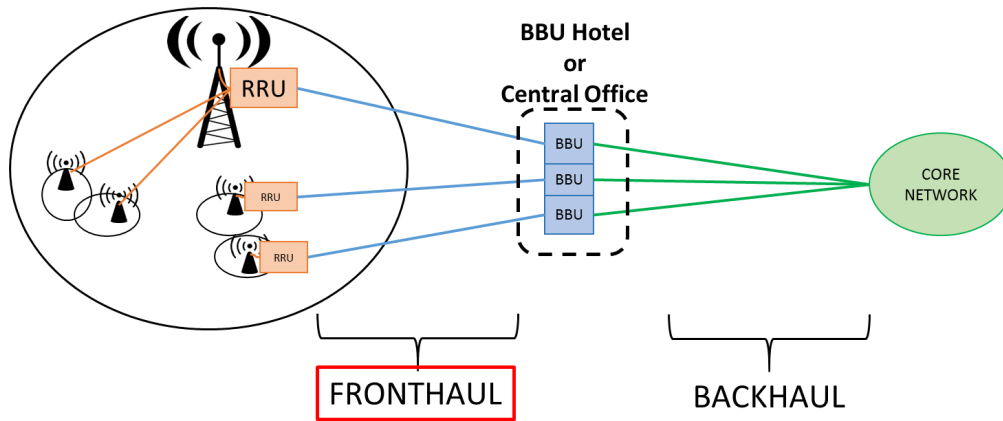 BBU Hotel
or
Central Office
RRU
BBU
BBU
BBU
RRU
RRU
CORE
NETWORK
FRONTHAUL
BACKHAUL